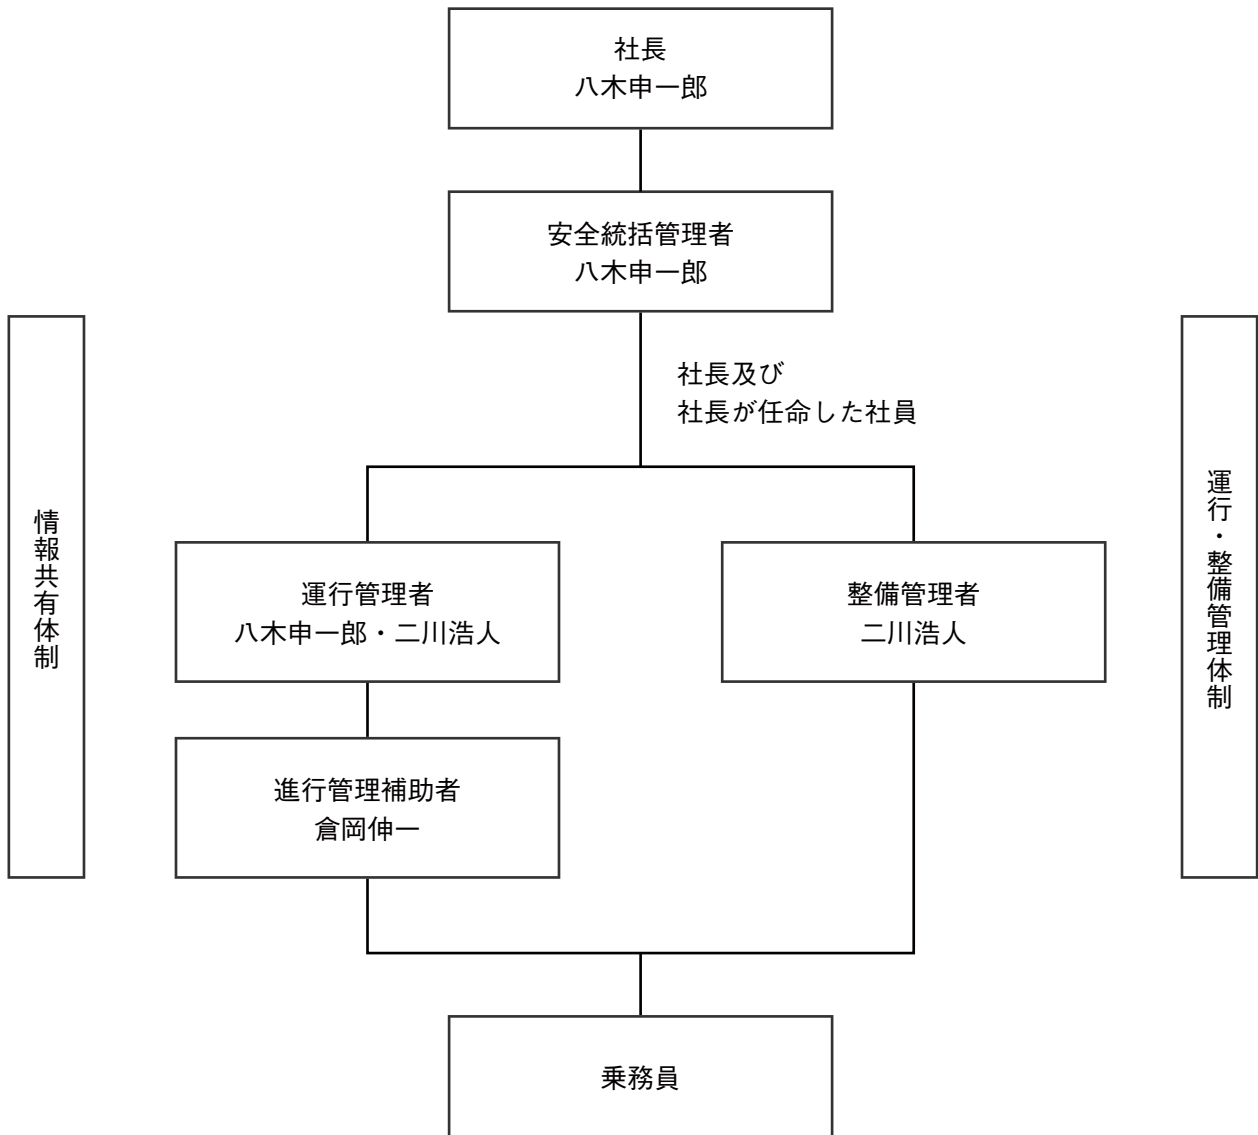 社長
八木申一郎
安全統括管理者
八木申一郎
社長及び
社長が任命した社員
情報共有体制
運行・整備管理体制
運行管理者
八木申一郎・二川浩人
整備管理者
二川浩人
進行管理補助者
倉岡伸一
乗務員